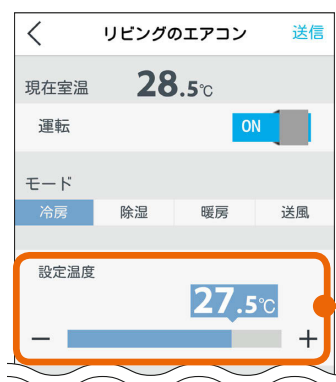 リビングのエアコン 送信
現在室温 28.5℃
運転 ON
モード
冷房 除湿 暖房 送風
設定温度
27.5℃
− +